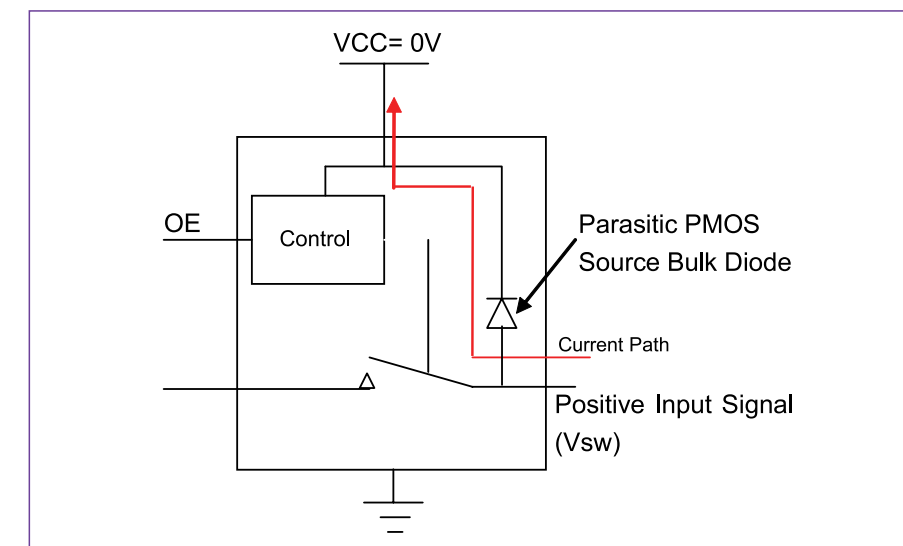 VCC= 0V
OE
Control
Parasitic PMOS
Source Bulk Diode
Current Path
Positive Input Signal
(Vsw)